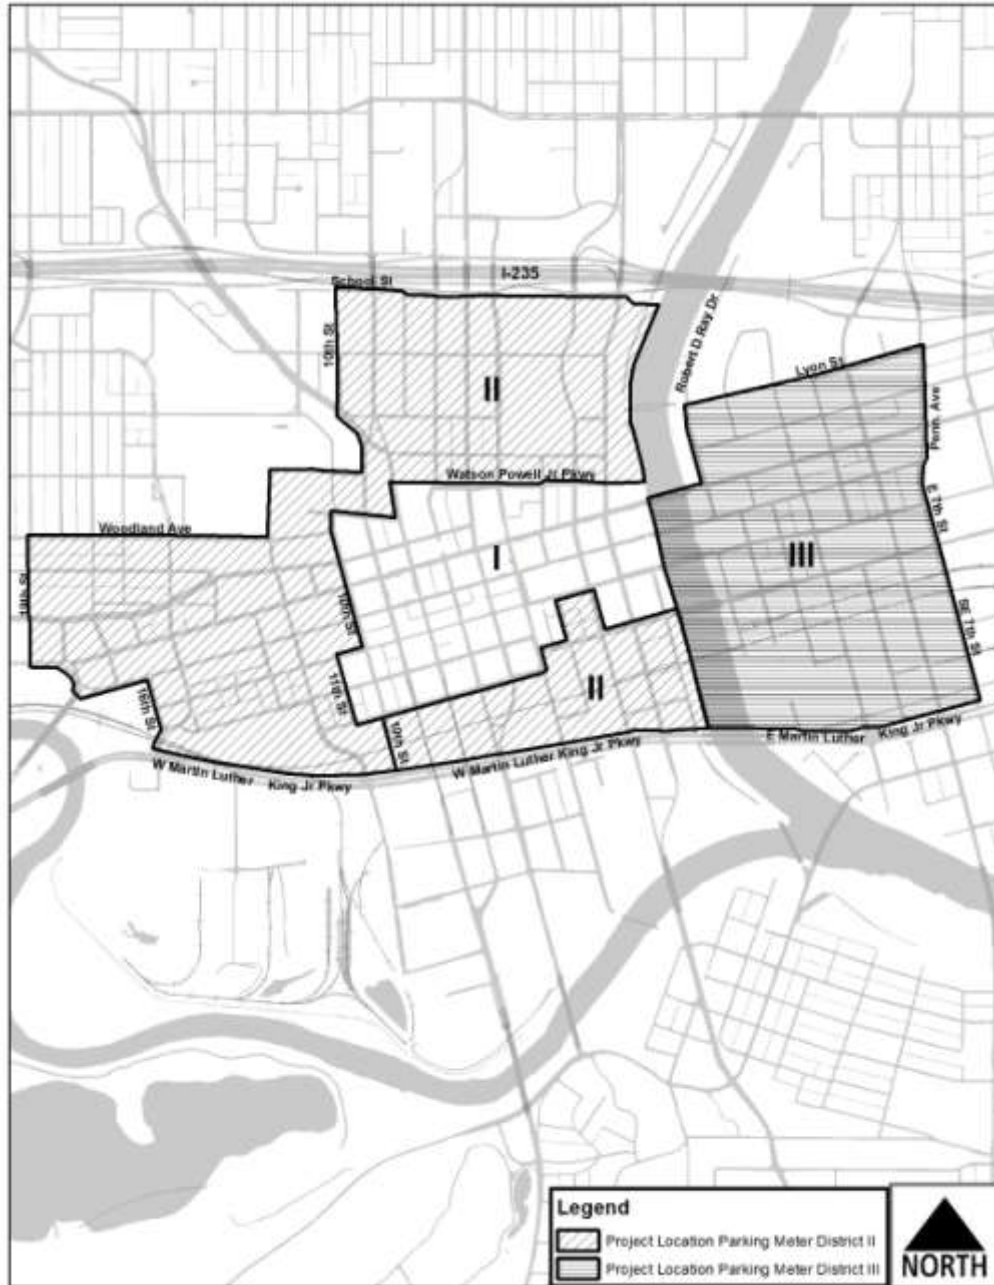 I-235
School St
10th St
Robert D Ray Dr
Lyon St
Penn. Ave
II
Watson Powell Jr Pkwy
E 7th St
Woodland Ave
I
III
19th St
10th St
SE 7th St
11th St
II
16th St
10th St
E Martin Luther King Jr Pkwy
W Martin Luther King Jr Pkwy
W Martin Luther King Jr Pkwy
Legend
Project Location Parking Meter District II
Project Location Parking Meter District III
NORTH